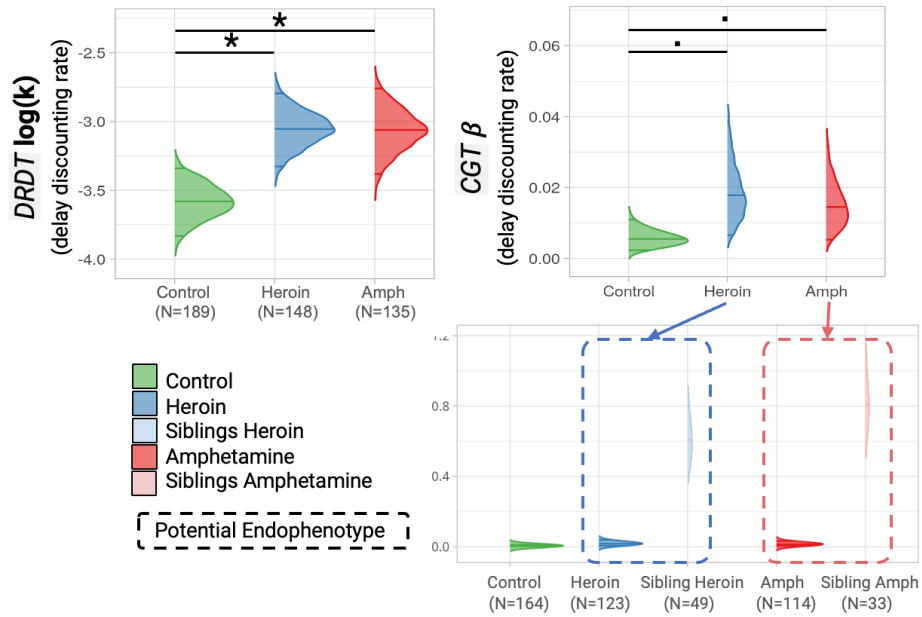 DRDT log(k)
(delay discounting rate)
-2.5
-3.0
-3.5
-4.0
*
*
Control
(N=189)
Heroin
(N=148)
Amph
(N=135)
CGT β
(delay discounting rate)
0.06
0.04
0.02
0.00
Control
Heroin
Amph
Control
Heroin
Siblings Heroin
Amphetamine
Siblings Amphetamine
Potential Endophenotype
0.8
0.4
0.0
Control
(N=164)
Heroin
(N=123)
Sibling Heroin
(N=49)
Amph
(N=114)
Sibling Amph
(N=33)